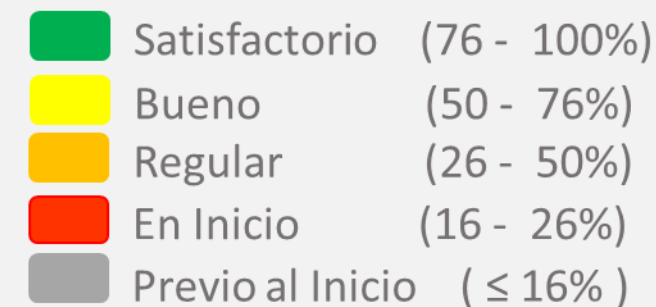 Satisfactorio (76 - 100%)
Bueno (50 - 76%)
Regular (26 - 50%)
En Inicio (16 - 26%)
Previo al Inicio ( ≤ 16% )